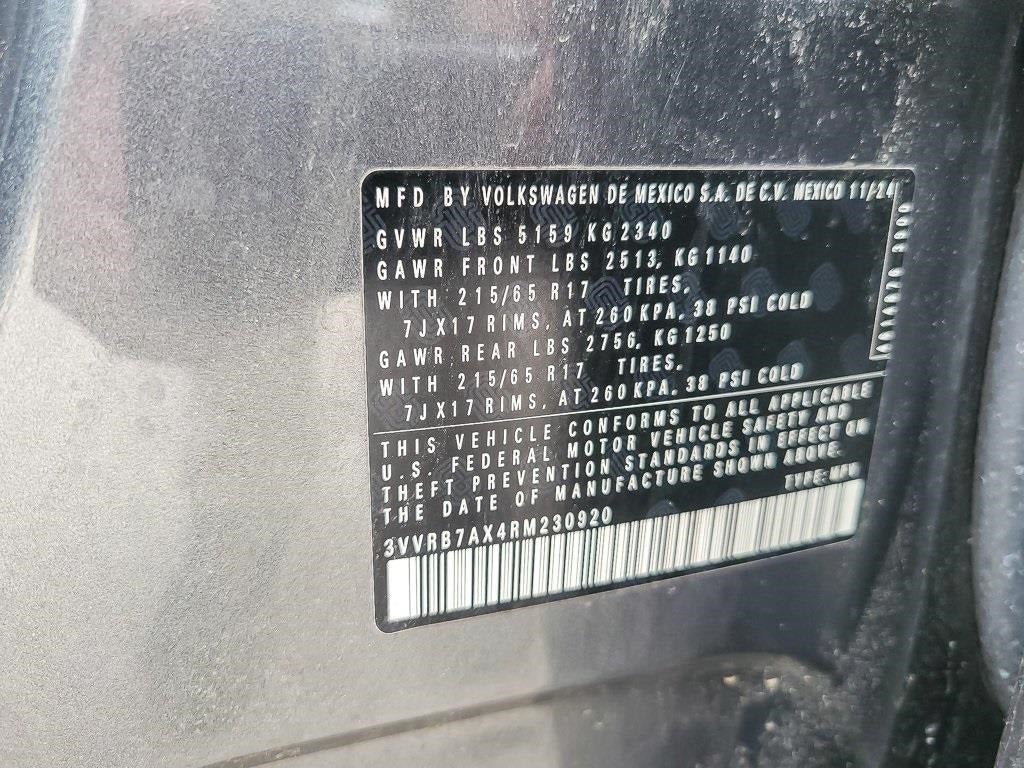 MFD BY VOLKSWAGEN DE MEXICO S.A. DE C.V. MEXICO 11/24
GVWR LBS 5159 KG 2340
GAWR FRONT LBS 2513, KG 1140
WITH 215/65 R17 TIRES,
7JX17 RIMS, AT 260 KPA, 38 PSI COLD
GAWR REAR LBS 2756, KG 1250
WITH 215/65 R17 TIRES,
7JX17 RIMS, AT 260 KPA, 38 PSI COLD
THIS VEHICLE CONFORMS TO ALL APPLICABLE
U.S. FEDERAL MOTOR VEHICLE SAFETY AND
THEFT PREVENTION STANDARDS IN EFFECT ON
THE DATE OF MANUFACTURE SHOWN ABOVE.
TYPE: MPV
3VVRB7AX4RM230920